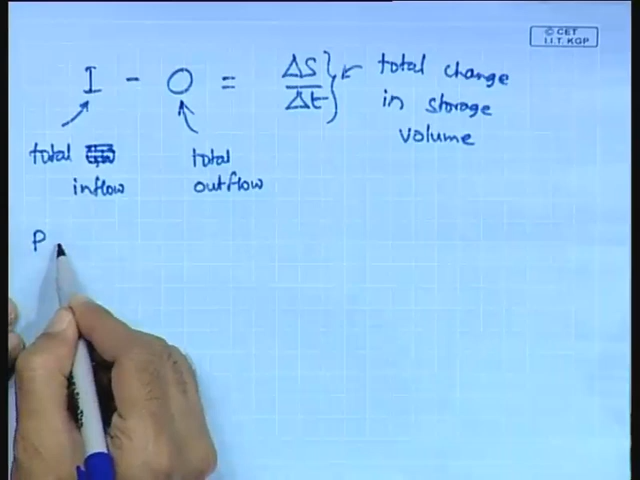 © CET
I.I.T. KGP
I - O = ΔS/Δt
total change
in storage
volume
total
inflow
total
outflow
P